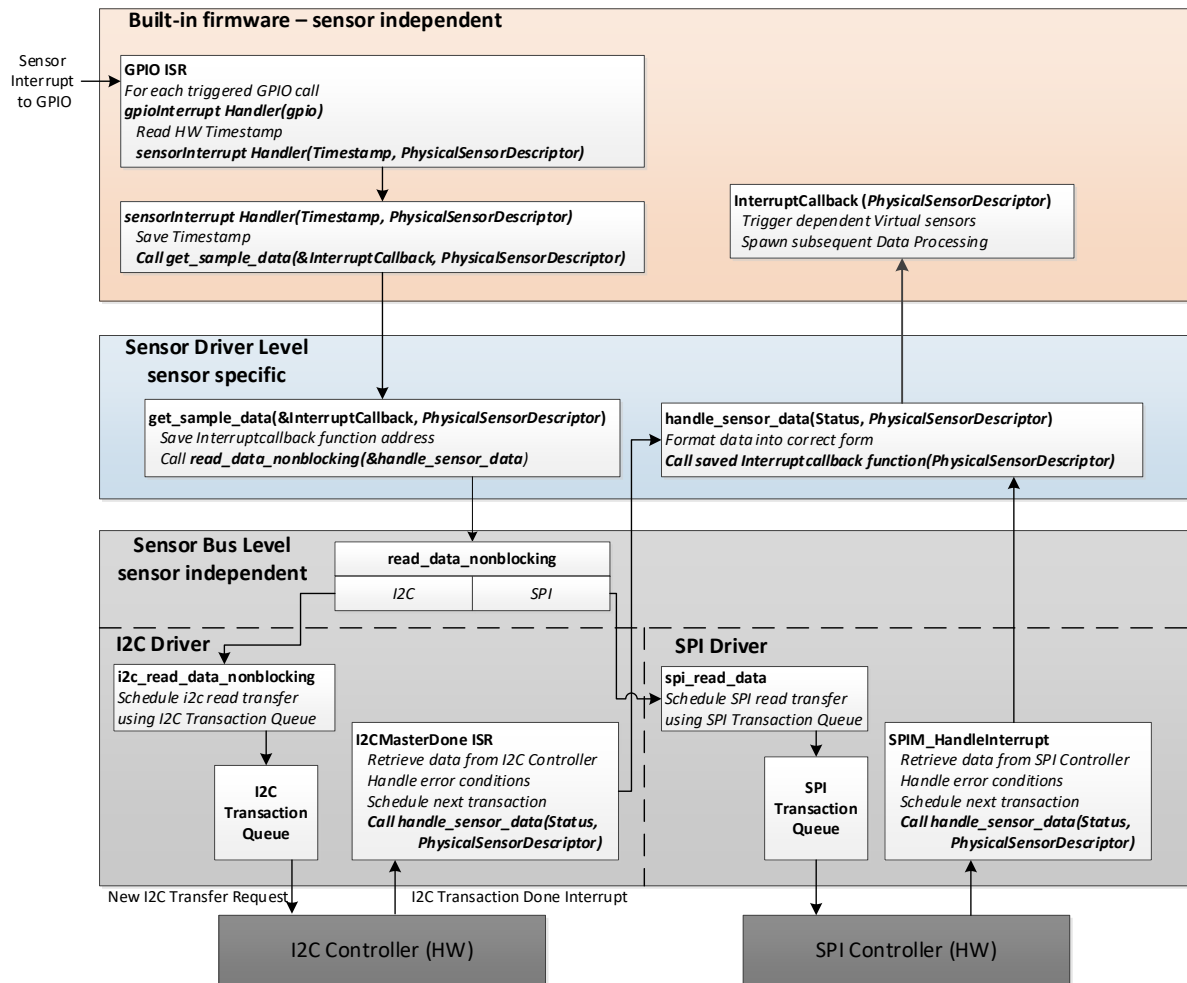 Built-in firmware – sensor independent
Sensor
Interrupt
to GPIO
GPIO ISR
For each triggered GPIO call
gpioInterrupt Handler(gpio)
Read HW Timestamp
sensorInterrupt Handler(Timestamp, PhysicalSensorDescriptor)
sensorInterrupt Handler(Timestamp, PhysicalSensorDescriptor)
Save Timestamp
Call get_sample_data(&InterruptCallback, PhysicalSensorDescriptor)
InterruptCallback (PhysicalSensorDescriptor)
Trigger dependent Virtual sensors
Spawn subsequent Data Processing
Sensor Driver Level
sensor specific
get_sample_data(&InterruptCallback, PhysicalSensorDescriptor)
Save Interruptcallback function address
Call read_data_nonblocking(&handle_sensor_data)
handle_sensor_data(Status, PhysicalSensorDescriptor)
Format data into correct form
Call saved Interruptcallback function(PhysicalSensorDescriptor)
Sensor Bus Level
sensor independent
read_data_nonblocking
I2C
SPI
I2C Driver
i2c_read_data_nonblocking
Schedule i2c read transfer
using I2C Transaction Queue
I2C
Transaction
Queue
I2CMasterDone ISR
Retrieve data from I2C Controller
Handle error conditions
Schedule next transaction
Call handle_sensor_data(Status,
PhysicalSensorDescriptor)
SPI Driver
spi_read_data
Schedule SPI read transfer
using SPI Transaction Queue
SPI
Transaction
Queue
SPIM_HandleInterrupt
Retrieve data from SPI Controller
Handle error conditions
Schedule next transaction
Call handle_sensor_data(Status,
PhysicalSensorDescriptor)
New I2C Transfer Request
I2C Transaction Done Interrupt
I2C Controller (HW)
SPI Controller (HW)